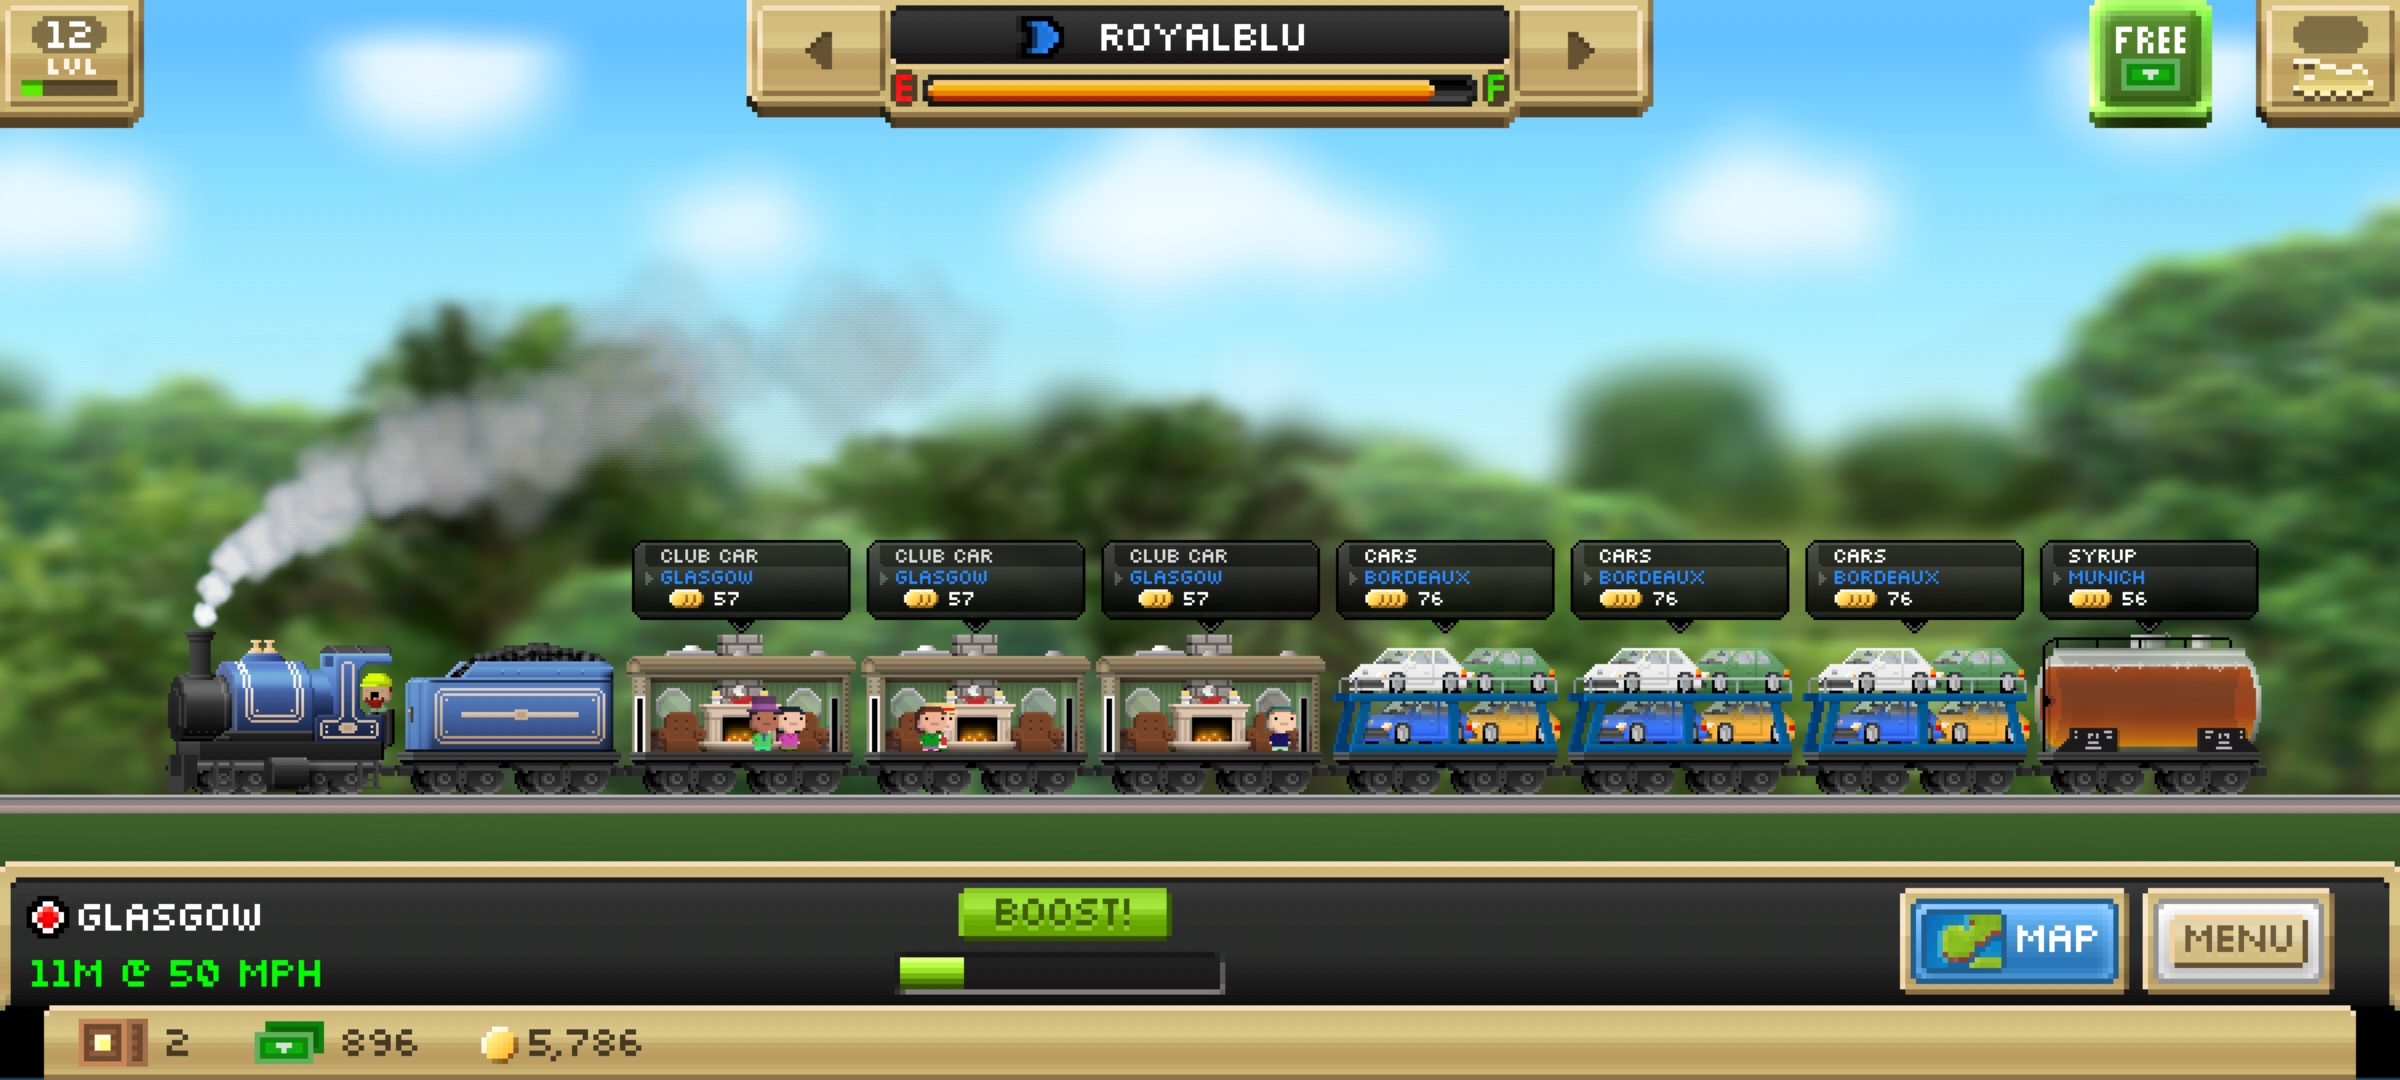 12
LVL
ROYALBLU
E F
FREE
CLUB CAR
GLASGOW
57
CLUB CAR
GLASGOW
57
CLUB CAR
GLASGOW
57
CARS
BORDEAUX
76
CARS
BORDEAUX
76
CARS
BORDEAUX
76
SYRUP
MUNICH
56
GLASGOW
11M @ 50 MPH
BOOST!
MAP
MENU
2 896 5,786